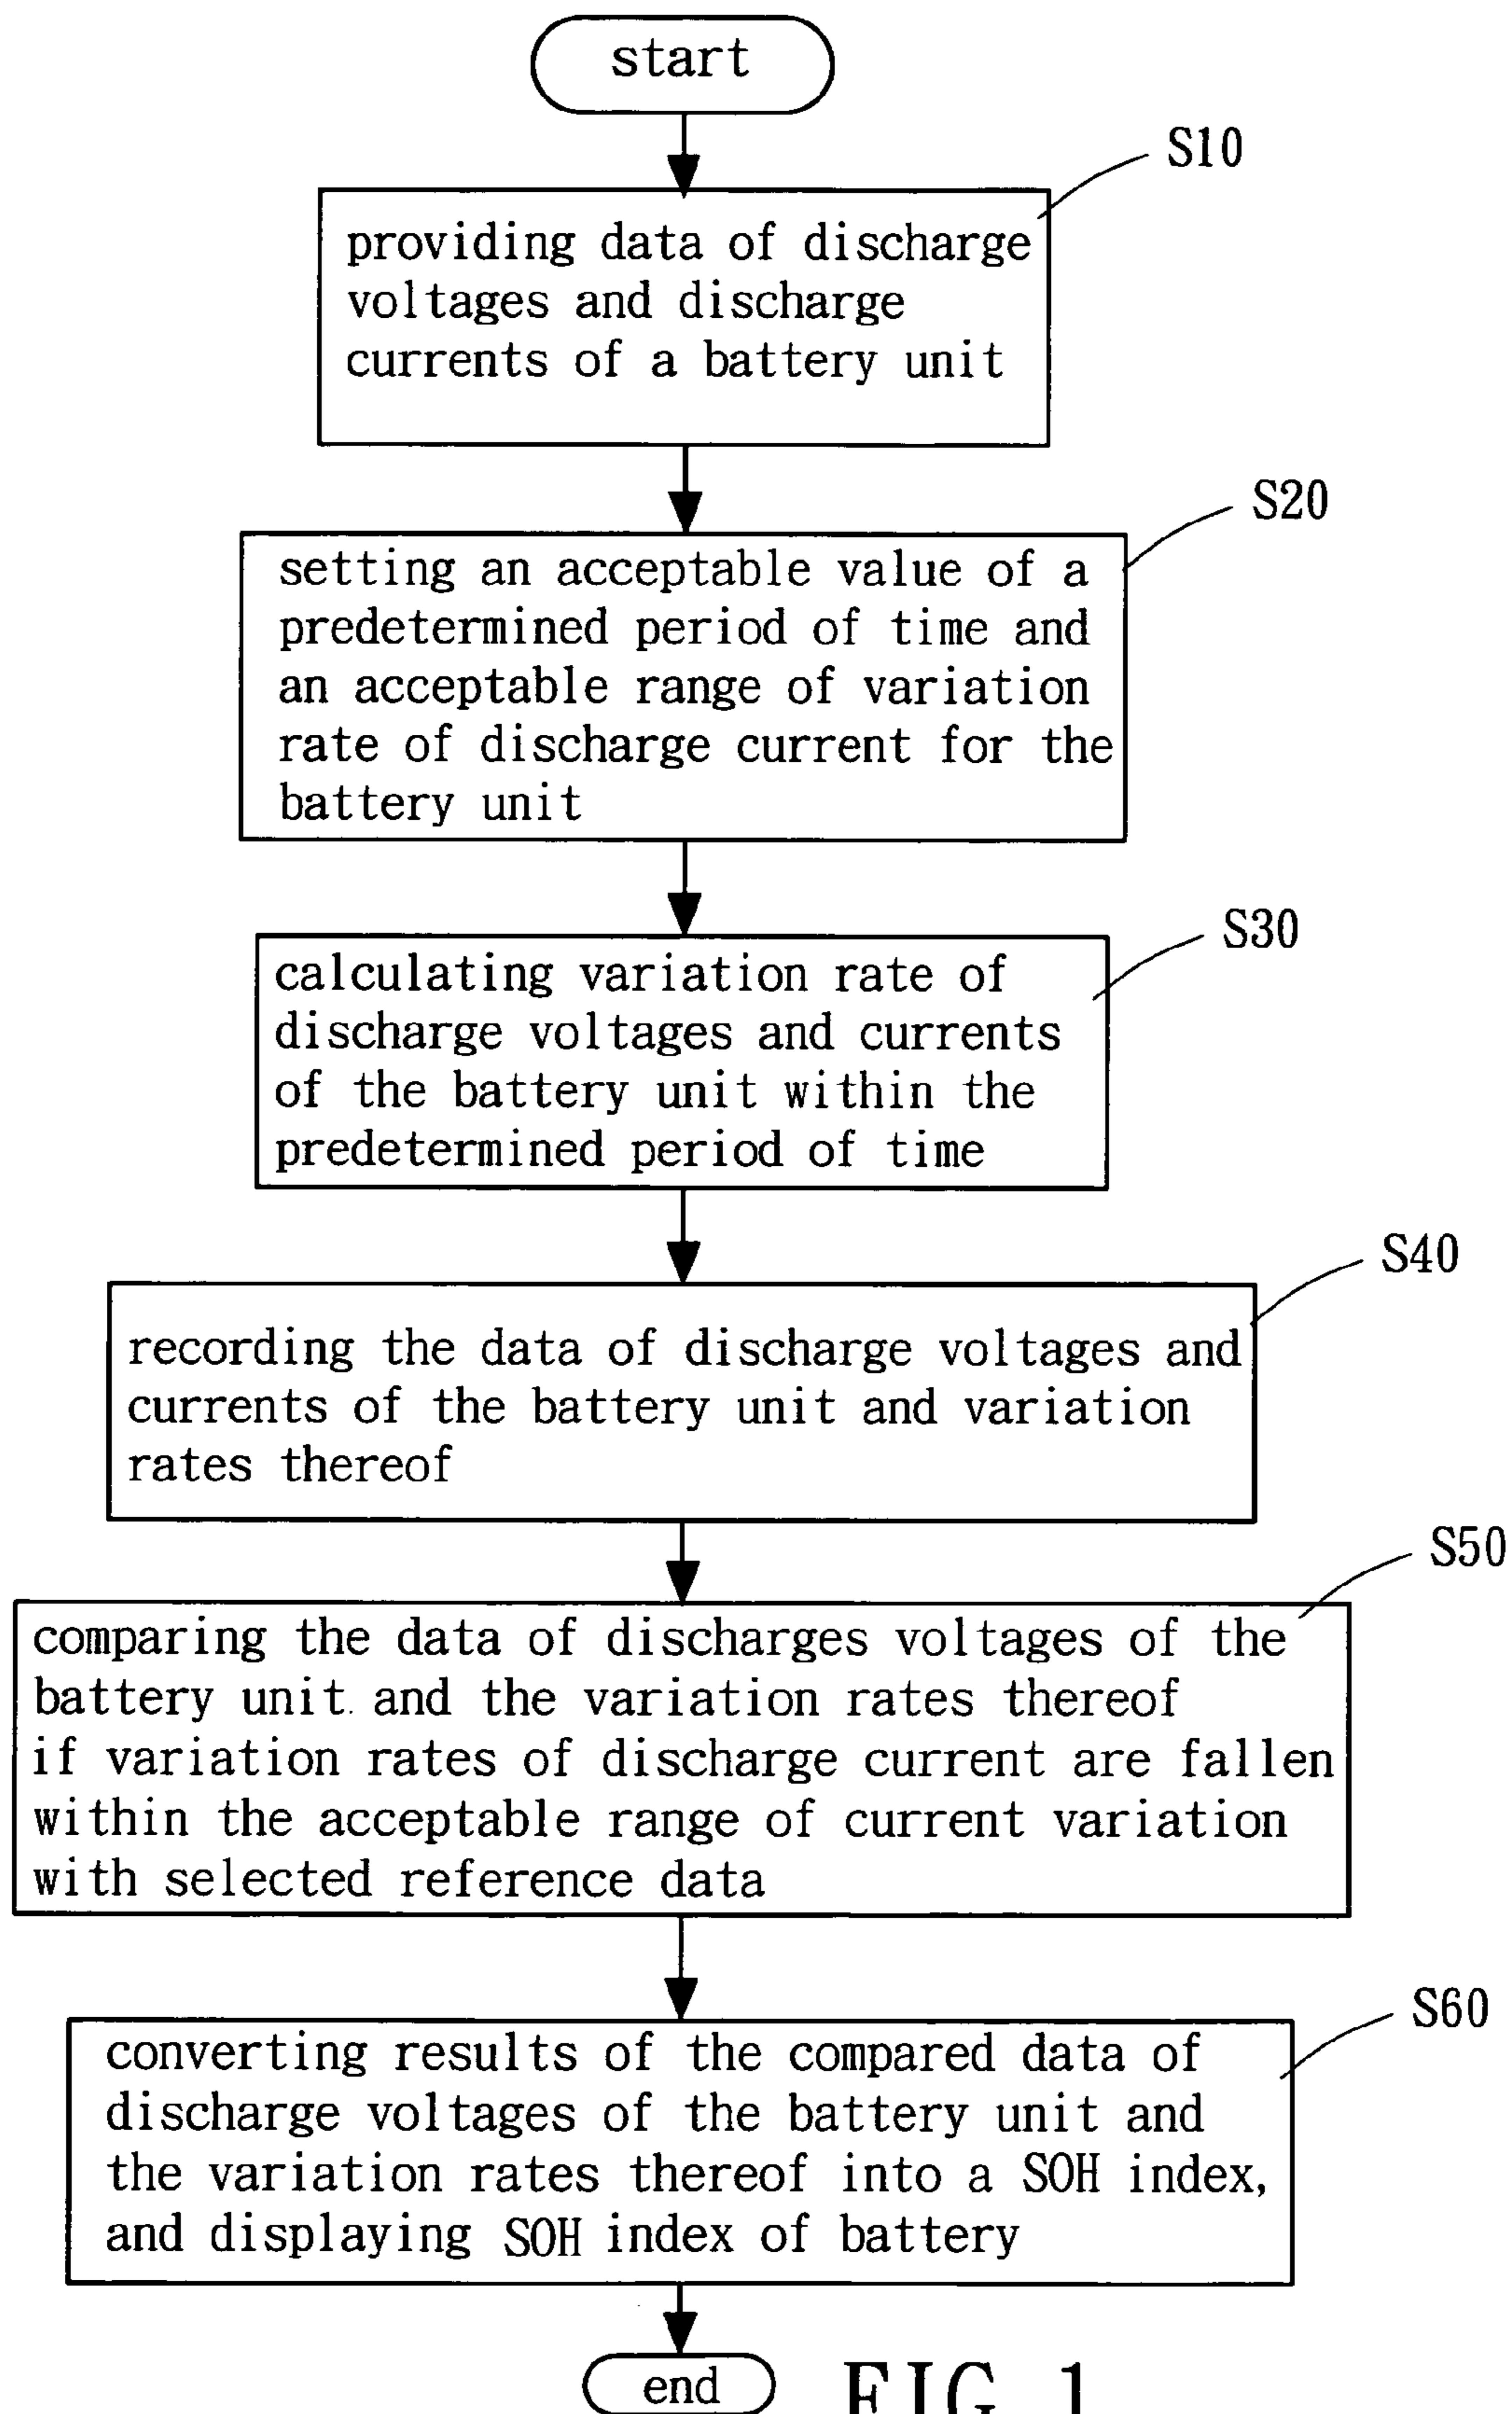 start
S10
providing data of discharge
voltages and discharge
currents of a battery unit
S20
setting an acceptable value of a
predetermined period of time and
an acceptable range of variation
rate of discharge current for the
battery unit
S30
calculating variation rate of
discharge voltages and currents
of the battery unit within the
predetermined period of time
S40
recording the data of discharge voltages and
currents of the battery unit and variation
rates thereof
S50
comparing the data of discharges voltages of the
battery unit and the variation rates thereof
if variation rates of discharge current are fallen
within the acceptable range of current variation
with selected reference data
S60
converting results of the compared data of
discharge voltages of the battery unit and
the variation rates thereof into a SOH index,
and displaying SOH index of battery
end
FIG 1